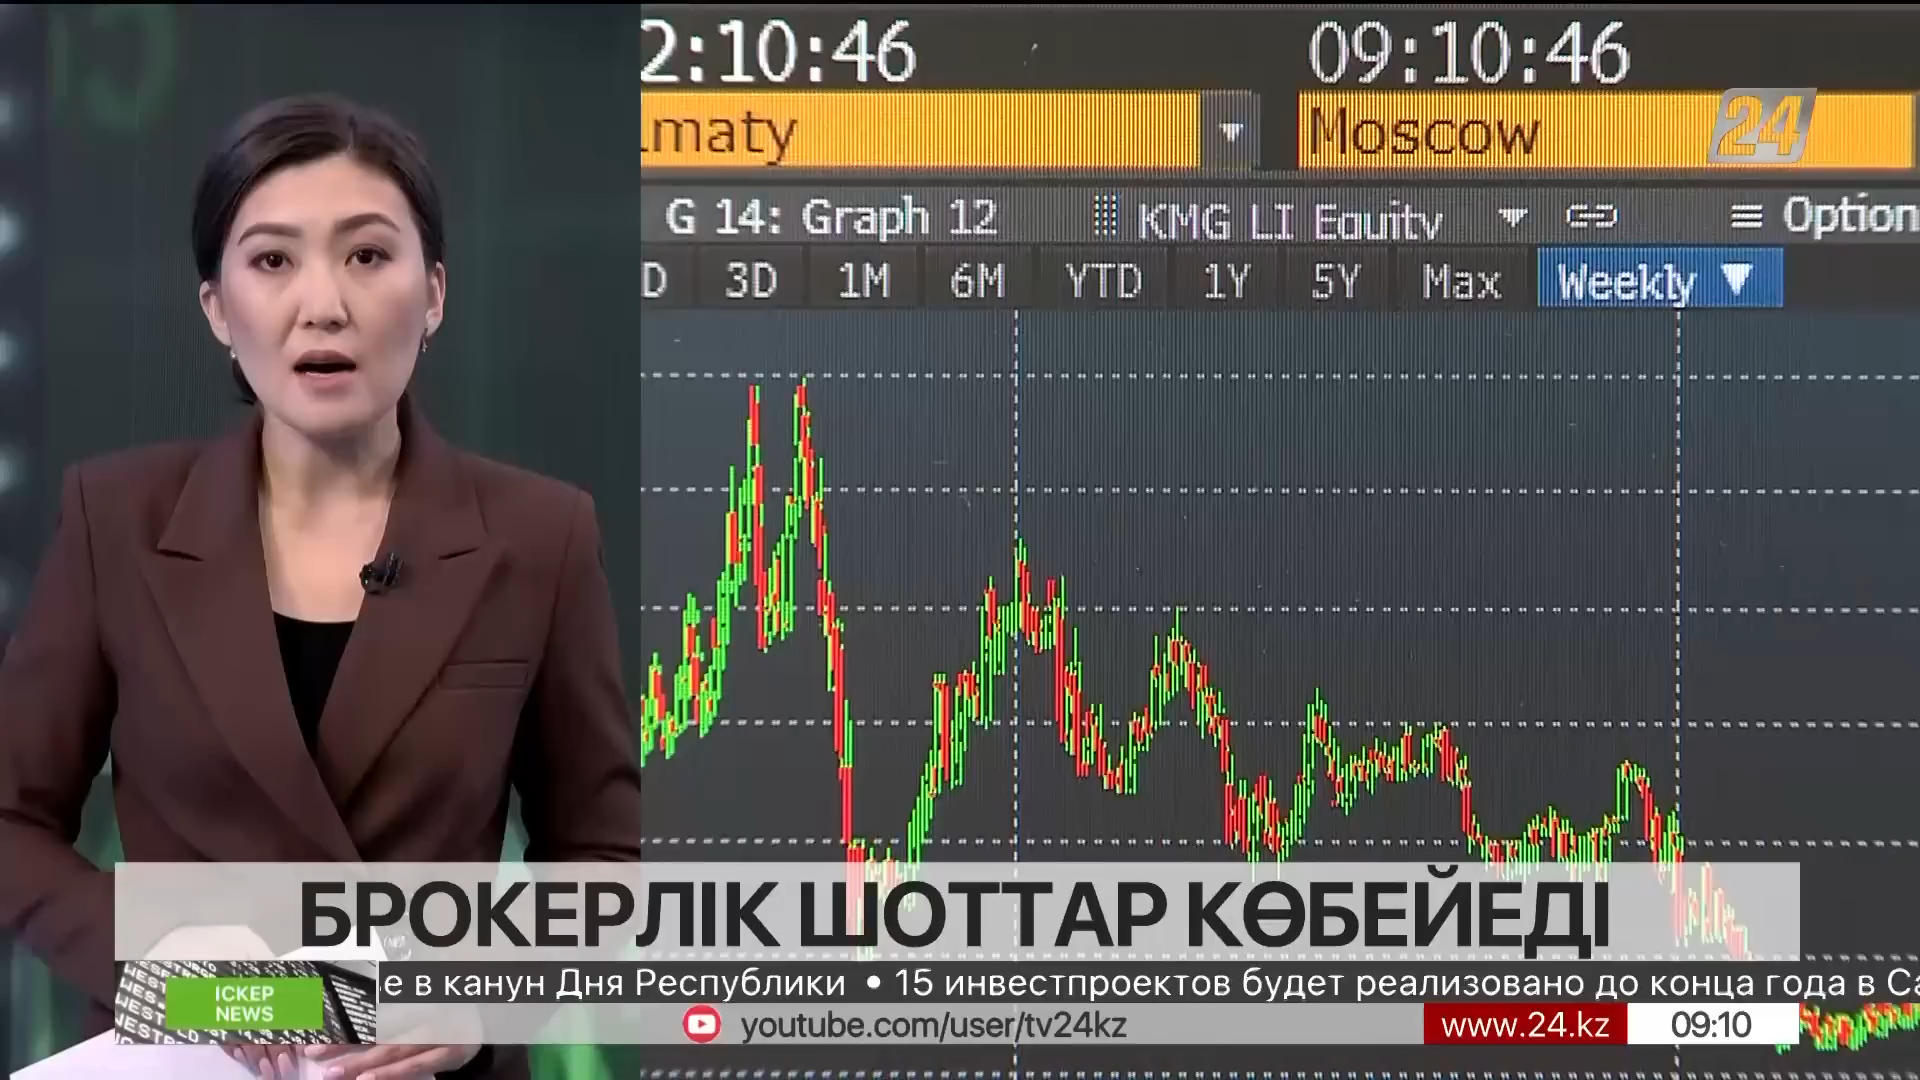 2:10:46
09:10:46
lmaty
Moscow
24
G 14: Graph 12
KMG LI Equity
Option
D 3D 1M 6M YTD 1Y 5Y Max Weekly
БРОКЕРЛІК ШОТТАР КӨБЕЙЕДІ
ІСКЕР
NEWS
е в канун Дня Республики • 15 инвестпроектов будет реализовано до конца года в Са
youtube.com/user/tv24kz
www.24.kz
09:10